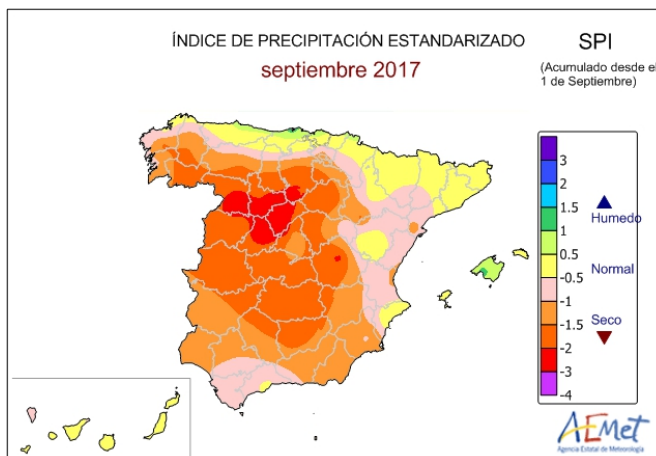 ÍNDICE DE PRECIPITACIÓN ESTANDARIZADO
septiembre 2017
SPI
(Acumulado desde el
1 de Septiembre)
3
2
1.5
1
0.5
-0.5
-1
-1.5
-2
-3
-4
Humedo
Normal
Seco
AEMet
Agencia Estatal de Meteorología